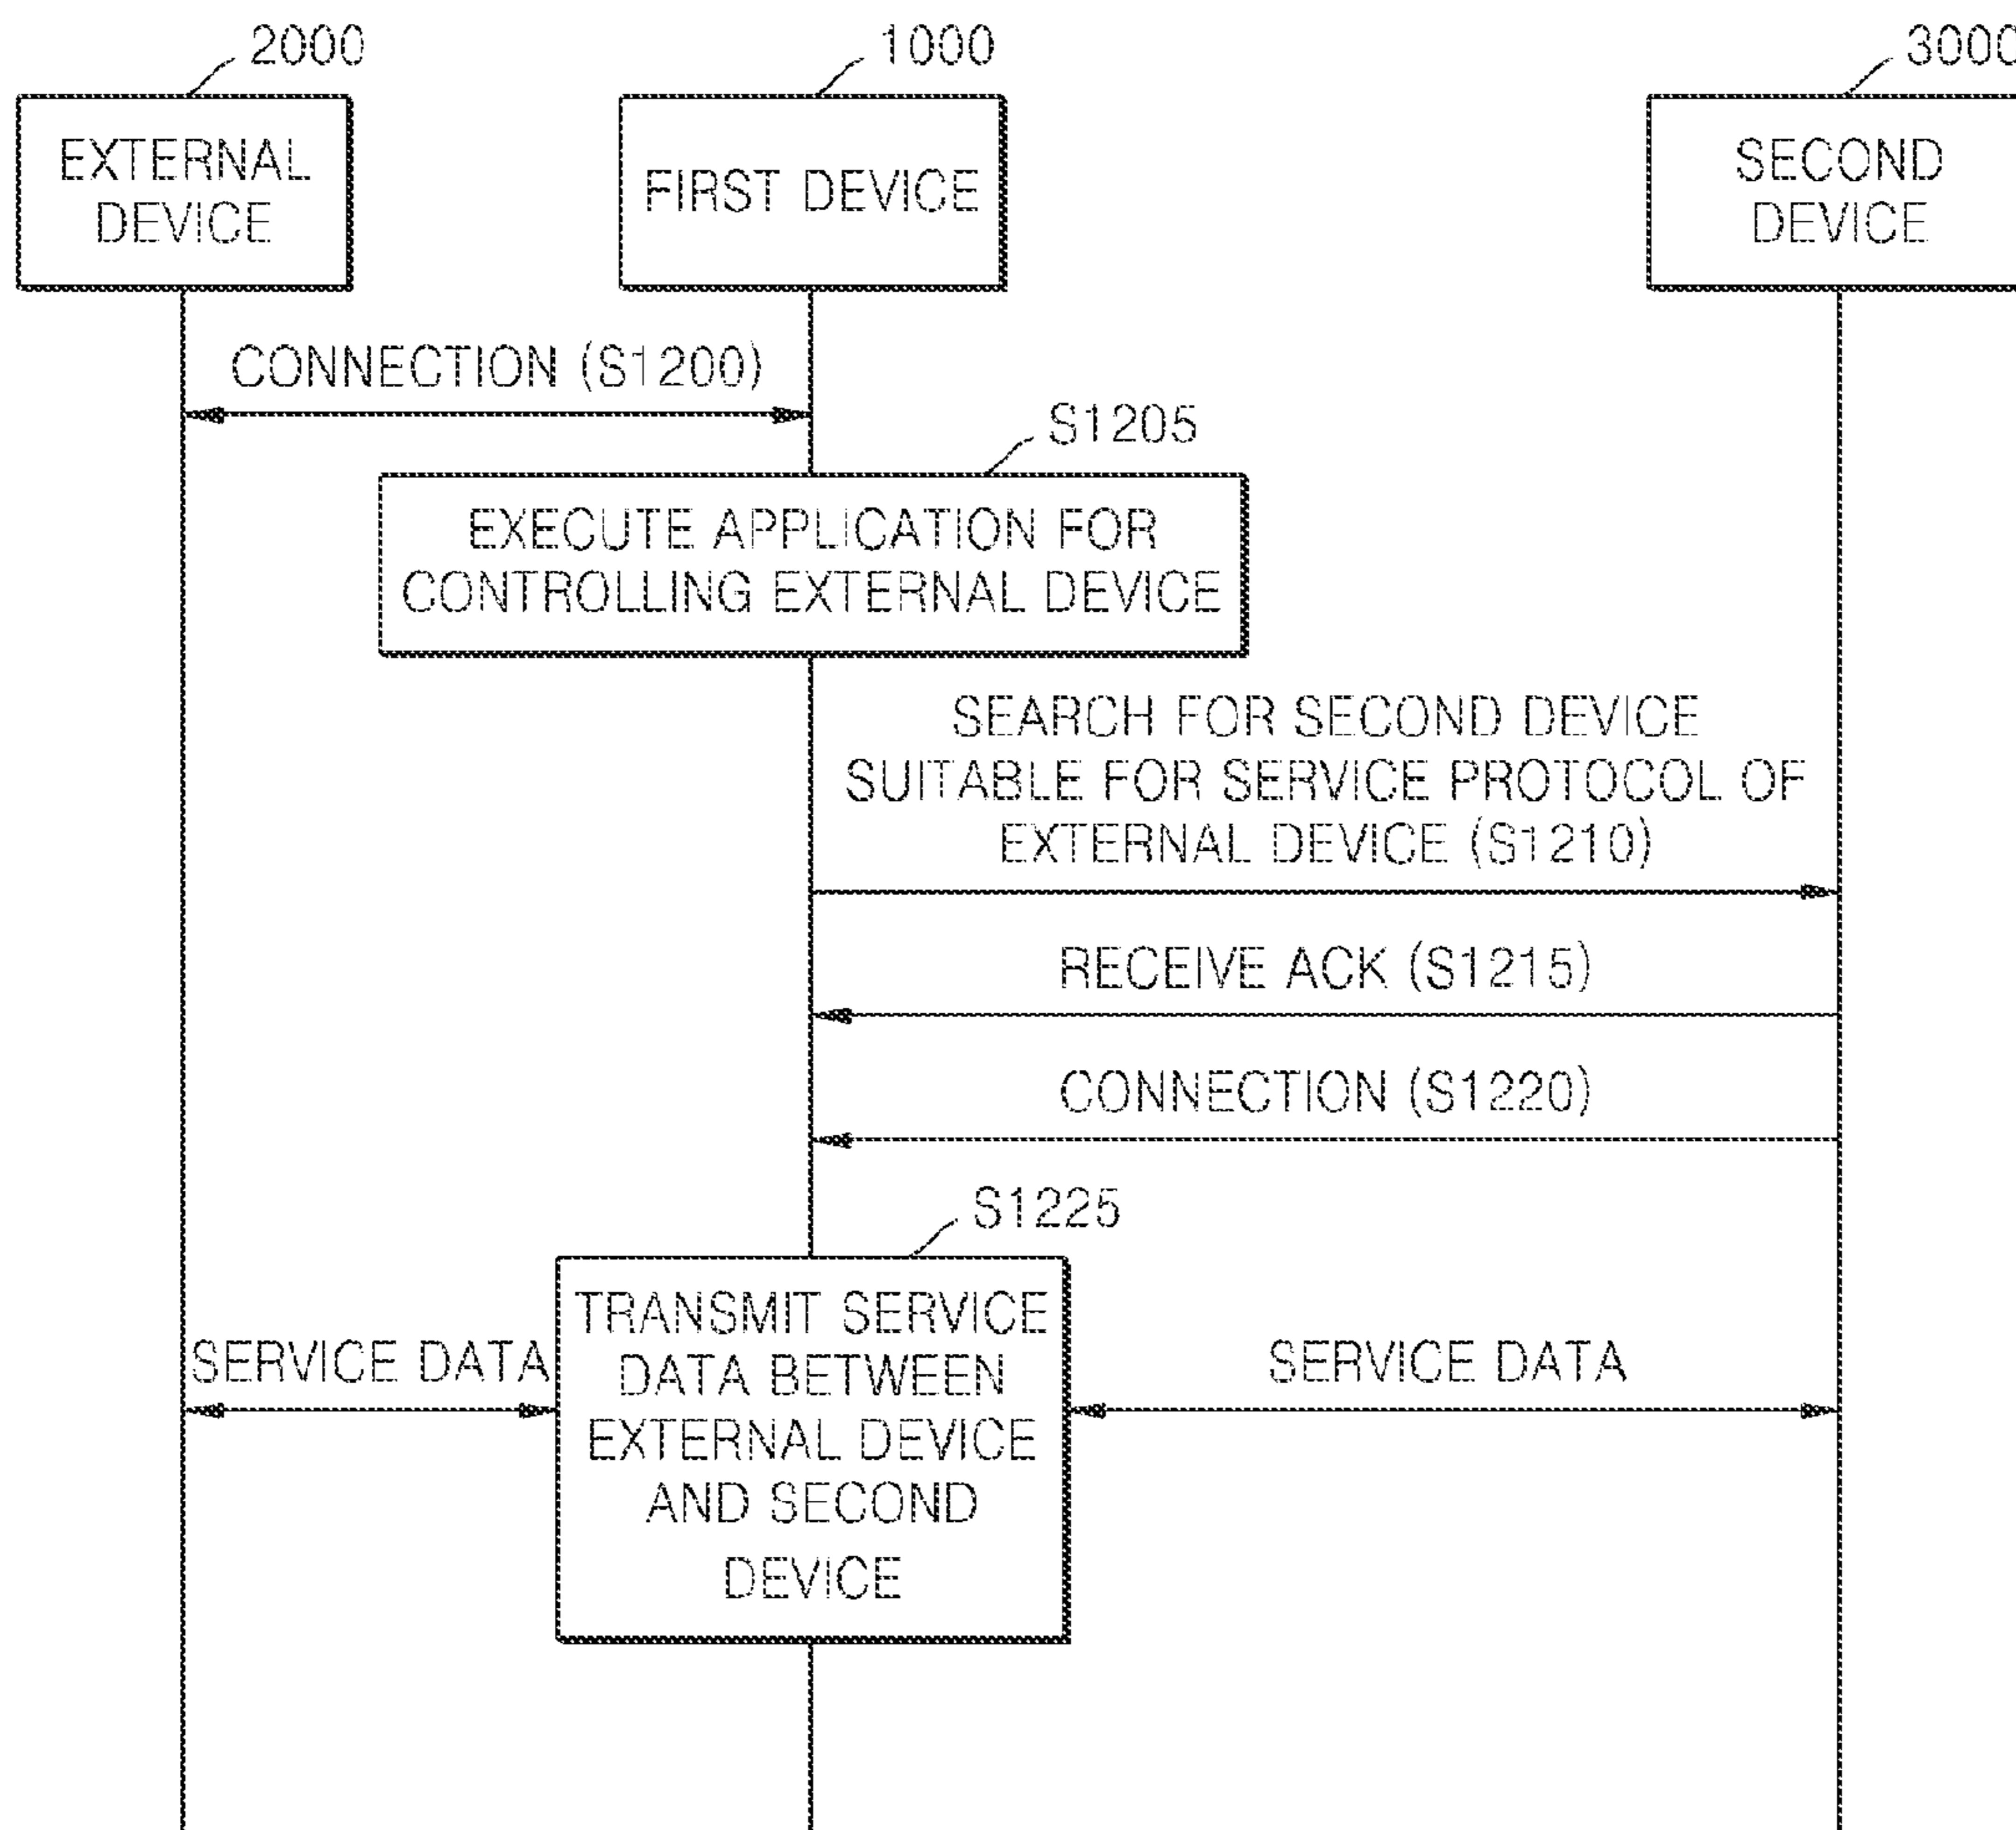 2000
1000
3000
EXTERNAL
DEVICE
FIRST DEVICE
SECOND
DEVICE
CONNECTION (S1200)
S1205
EXECUTE APPLICATION FOR
CONTROLLING EXTERNAL DEVICE
SEARCH FOR SECOND DEVICE
SUITABLE FOR SERVICE PROTOCOL OF
EXTERNAL DEVICE (S1210)
RECEIVE ACK (S1215)
CONNECTION (S1220)
S1225
TRANSMIT SERVICE
DATA BETWEEN
EXTERNAL DEVICE
AND SECOND
DEVICE
SERVICE DATA
SERVICE DATA